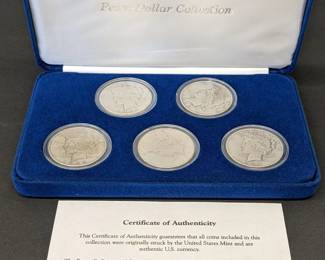 Peace Dollar Collection
Certificate of Authenticity
This Certificate of Authenticity guarantees that all coins included in this
collection were originally struck by the United States Mint and are
authentic U.S. currency.